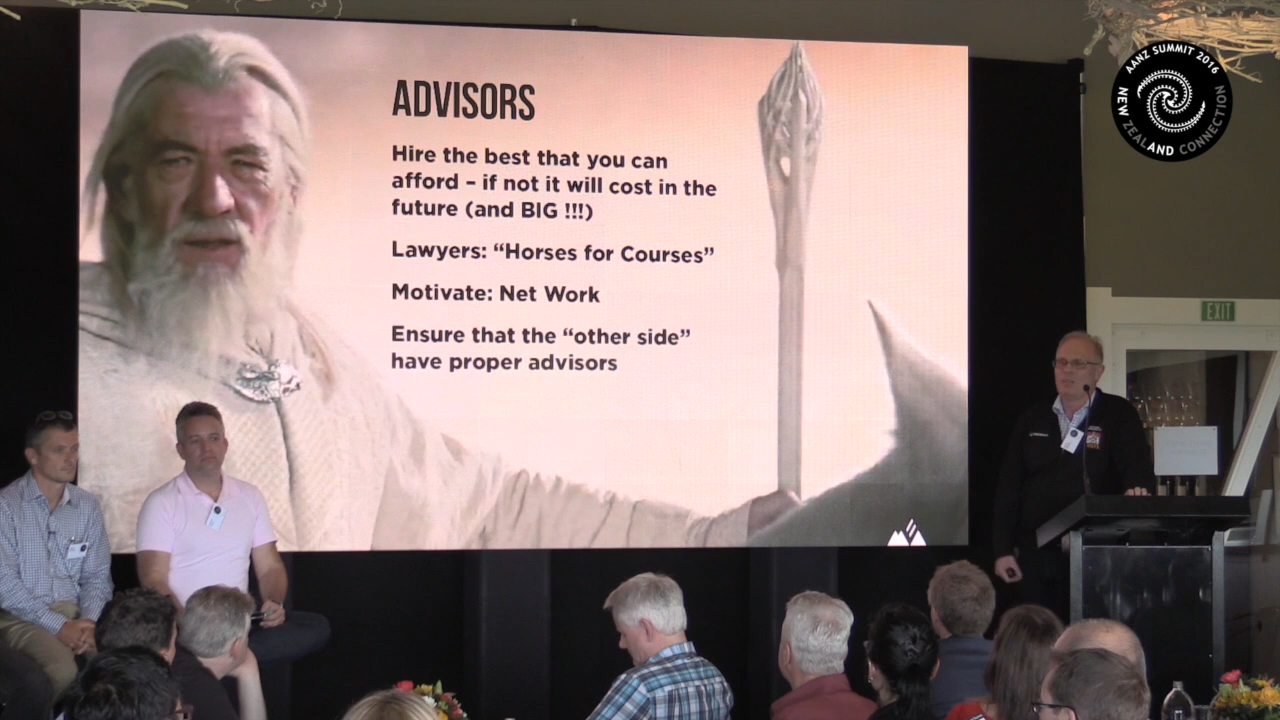 ADVISORS
Hire the best that you can
afford – if not it will cost in the
future (and BIG !!!)
Lawyers: “Horses for Courses”
Motivate: Net Work
Ensure that the “other side”
have proper advisors
AANZ SUMMIT 2016
NEW ZEALAND CONNECTION
EXIT